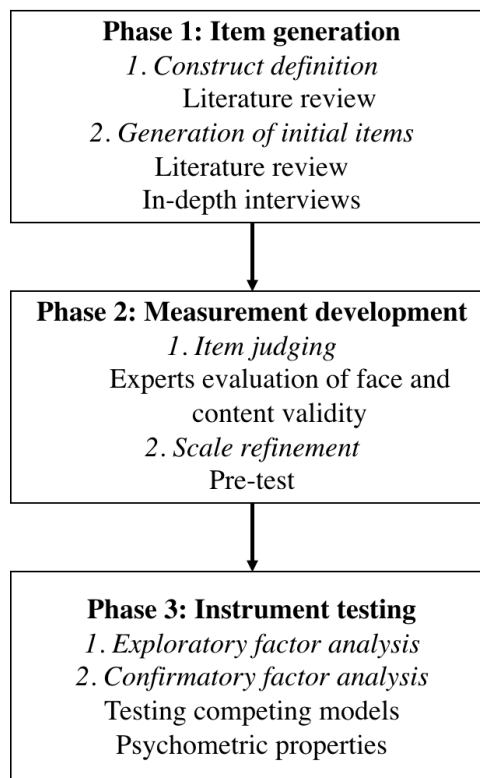 Phase 1: Item generation
1. Construct definition
Literature review
2. Generation of initial items
Literature review
In-depth interviews
Phase 2: Measurement development
1. Item judging
Experts evaluation of face and
content validity
2. Scale refinement
Pre-test
Phase 3: Instrument testing
1. Exploratory factor analysis
2. Confirmatory factor analysis
Testing competing models
Psychometric properties